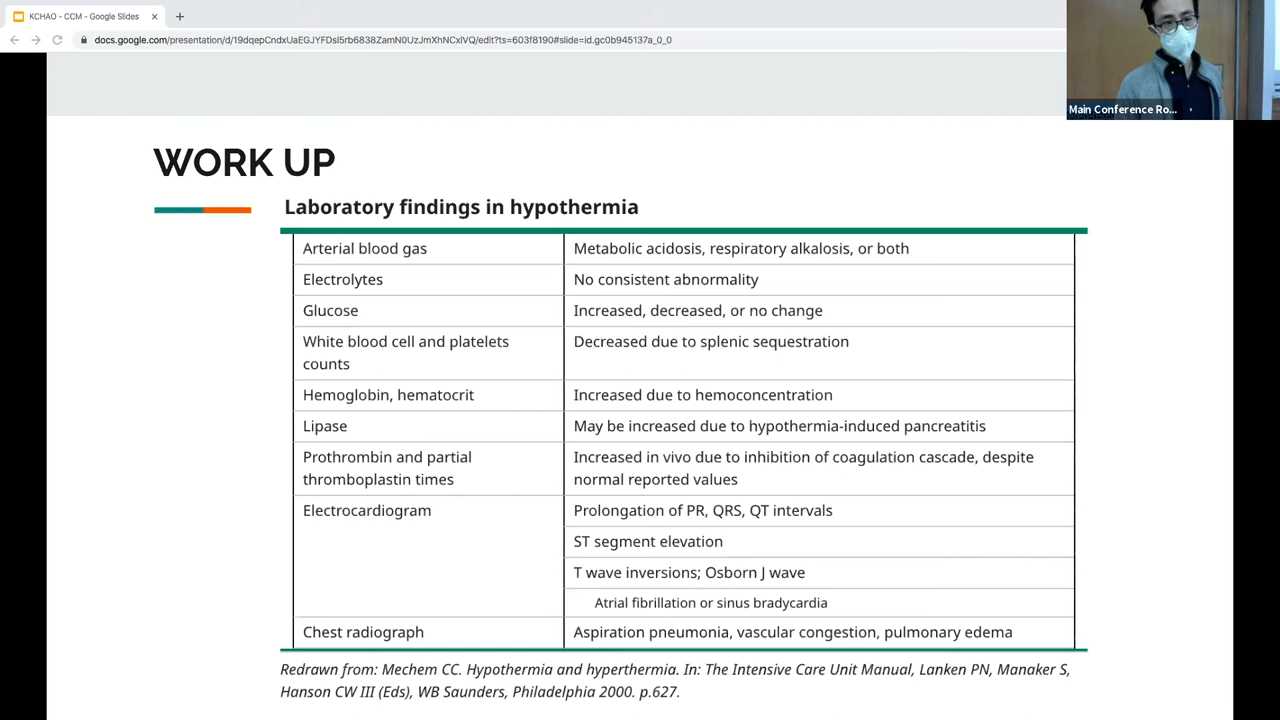 KCHAO - CCM - Google Slides
docs.google.com/presentation/d/19dqepCndxUaEGJYFDsl5rb6838ZamN0UzJmXhNCxlVQ/edit?ts=603f8190#slide=id.gc0b945137a_0_0
Main Conference Ro...
WORK UP
Laboratory findings in hypothermia
Arterial blood gas
Metabolic acidosis, respiratory alkalosis, or both
Electrolytes
No consistent abnormality
Glucose
Increased, decreased, or no change
White blood cell and platelets
counts
Decreased due to splenic sequestration
Hemoglobin, hematocrit
Increased due to hemoconcentration
Lipase
May be increased due to hypothermia-induced pancreatitis
Prothrombin and partial
thromboplastin times
Increased in vivo due to inhibition of coagulation cascade, despite
normal reported values
Electrocardiogram
Prolongation of PR, QRS, QT intervals
ST segment elevation
T wave inversions; Osborn J wave
Atrial fibrillation or sinus bradycardia
Chest radiograph
Aspiration pneumonia, vascular congestion, pulmonary edema
Redrawn from: Mechem CC. Hypothermia and hyperthermia. In: The Intensive Care Unit Manual, Lanken PN, Manaker S,
Hanson CW III (Eds), WB Saunders, Philadelphia 2000. p.627.